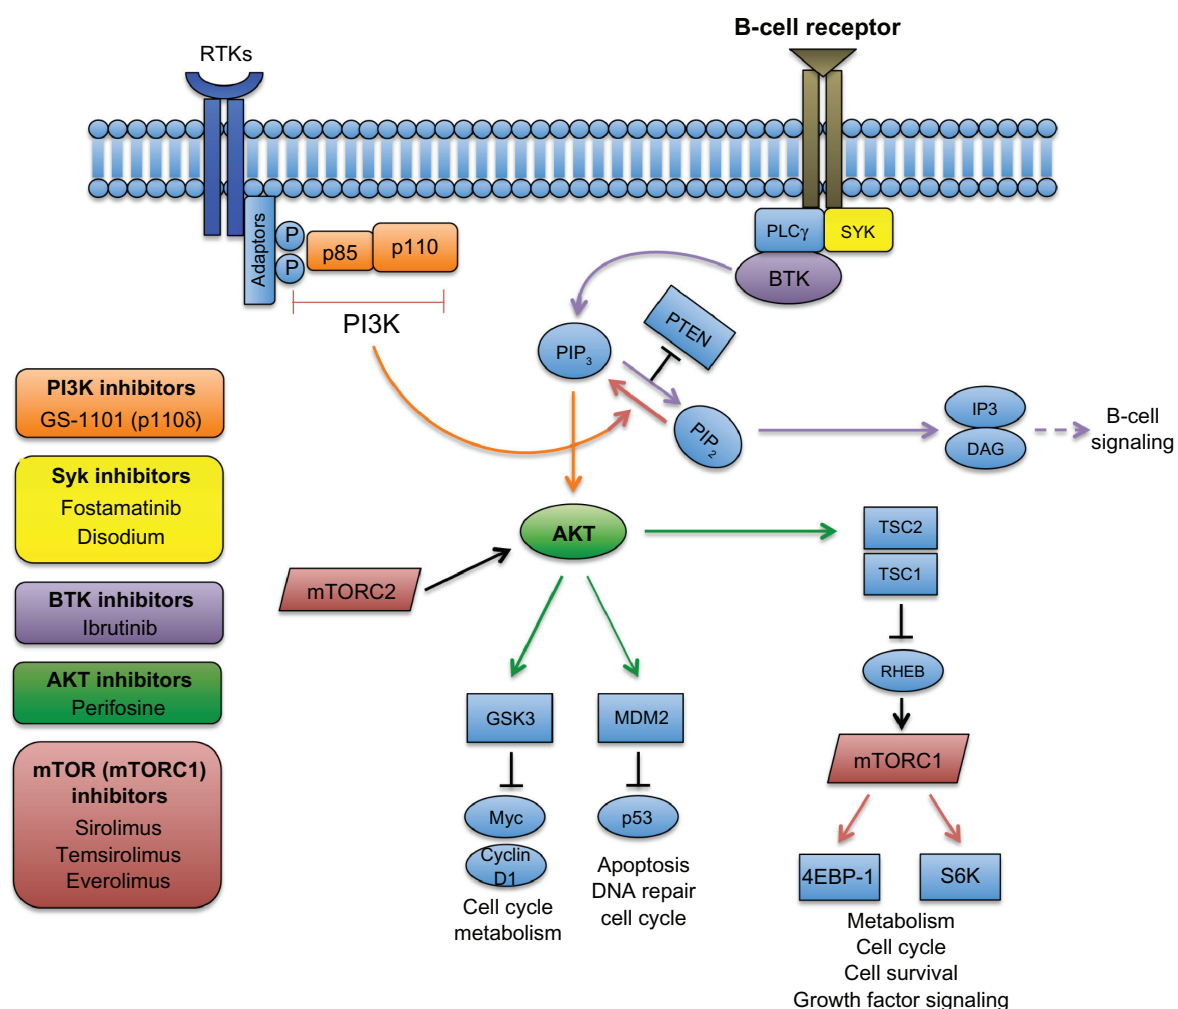 B-cell receptor
RTKs
Adaptors
P
P
p85
p110
PI3K
PLCγ
SYK
BTK
PTEN
PIP3
PIP2
IP3
DAG
B-cell
signaling
PI3K inhibitors
GS-1101 (p110δ)
Syk inhibitors
Fostamatinib
Disodium
BTK inhibitors
Ibrutinib
AKT inhibitors
Perifosine
mTOR (mTORC1)
inhibitors
Sirolimus
Temsirolimus
Everolimus
AKT
mTORC2
TSC2
TSC1
RHEB
mTORC1
GSK3
MDM2
Myc
Cyclin
D1
Cell cycle
metabolism
p53
Apoptosis
DNA repair
cell cycle
4EBP-1
S6K
Metabolism
Cell cycle
Cell survival
Growth factor signaling